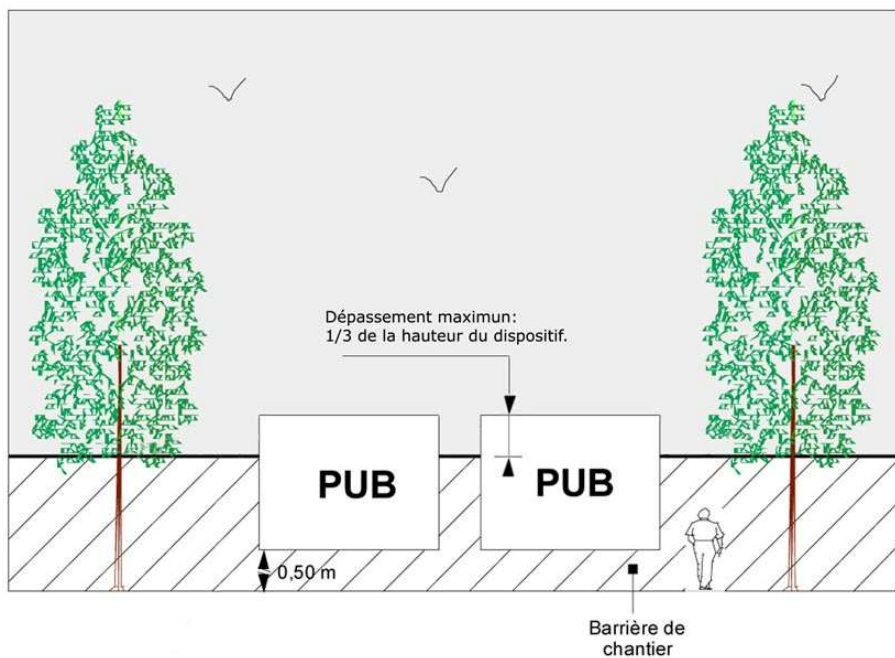 Dépassement maximun:
1/3 de la hauteur du dispositif.
PUB
PUB
0,50 m
Barrière de
chantier